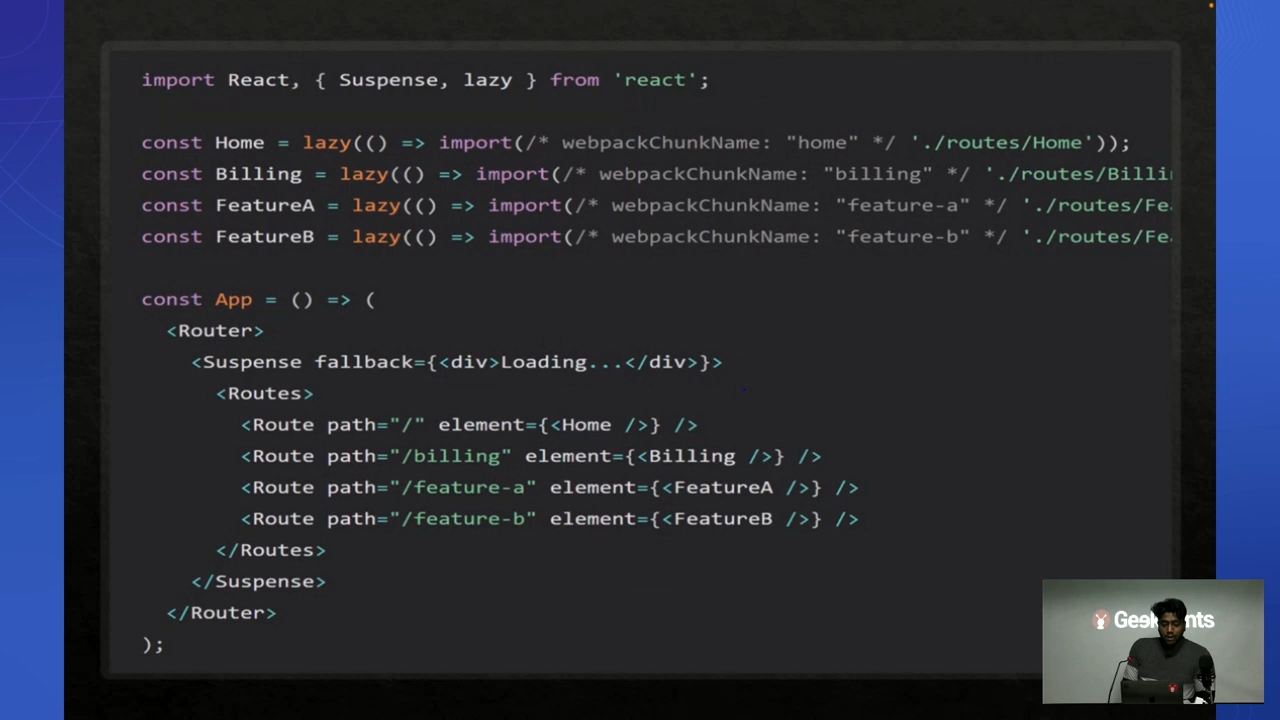 import React, { Suspense, lazy } from 'react';
const Home = lazy(() => import(/* webpackChunkName: "home" */ './routes/Home'));
const Billing = lazy(() => import(/* webpackChunkName: "billing" */ './routes/Billin
const FeatureA = lazy(() => import(/* webpackChunkName: "feature-a" */ './routes/Fea
const FeatureB = lazy(() => import(/* webpackChunkName: "feature-b" */ './routes/Fea
const App = () => (
<Router>
<Suspense fallback={<div>Loading...</div>}>
<Routes>
<Route path="/" element={<Home />} />
<Route path="/billing" element={<Billing />} />
<Route path="/feature-a" element={<FeatureA />} />
<Route path="/feature-b" element={<FeatureB />} />
</Routes>
</Suspense>
</Router>
);